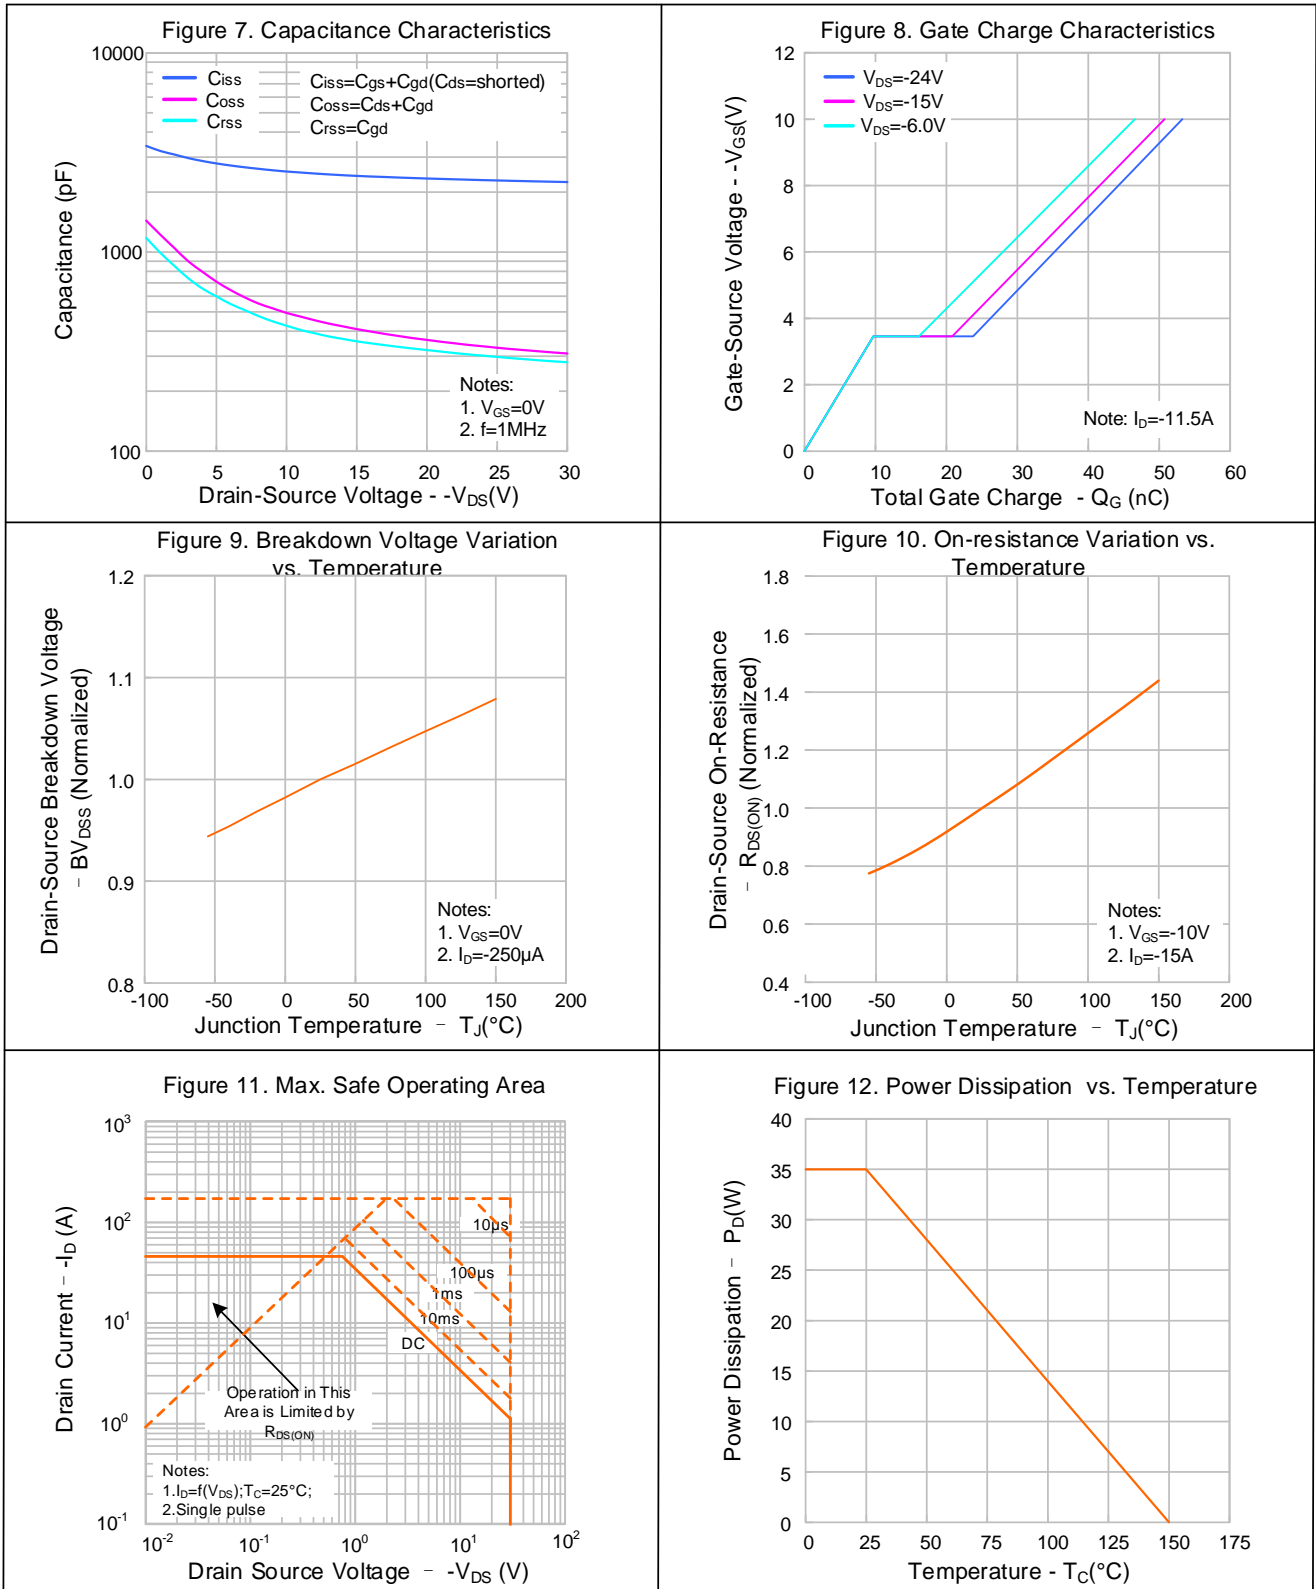 Figure 7. Capacitance Characteristics
10000
1000
100
Capacitance (pF)
Ciss
Coss
Crss
Ciss=Cgs+Cgd(Cds=shorted)
Coss=Cds+Cgd
Crss=Cgd
Notes:
1. VGS=0V
2. f=1MHz
0 5 10 15 20 25 30
Drain-Source Voltage - -VDS(V)
Figure 8. Gate Charge Characteristics
12
10
8
6
4
2
0
Gate-Source Voltage - -VGS(V)
VDS=-24V
VDS=-15V
VDS=-6.0V
Note: ID=-11.5A
0 10 20 30 40 50 60
Total Gate Charge - QG (nC)
Figure 9. Breakdown Voltage Variation
vs. Temperature
1.2
1.1
1.0
0.9
0.8
Drain-Source Breakdown Voltage
– BVDSS (Normalized)
Notes:
1. VGS=0V
2. ID=-250µA
-100 -50 0 50 100 150 200
Junction Temperature – TJ(°C)
Figure 10. On-resistance Variation vs.
Temperature
1.8
1.6
1.4
1.2
1.0
0.8
0.6
0.4
Drain-Source On-Resistance
– RDS(ON) (Normalized)
Notes:
1. VGS=-10V
2. ID=-15A
-100 -50 0 50 100 150 200
Junction Temperature – TJ(°C)
Figure 11. Max. Safe Operating Area
10³
10²
10¹
10⁰
10⁻¹
Drain Current – -ID (A)
10µs
100µs
1ms
10ms
DC
Operation in This
Area is Limited by
RDS(ON)
Notes:
1.ID=f(VDS);TC=25°C;
2.Single pulse
10⁻² 10⁻¹ 10⁰ 10¹ 10²
Drain Source Voltage – -VDS (V)
Figure 12. Power Dissipation vs. Temperature
40
35
30
25
20
15
10
5
0
Power Dissipation – PD(W)
0 25 50 75 100 125 150 175
Temperature - TC(°C)